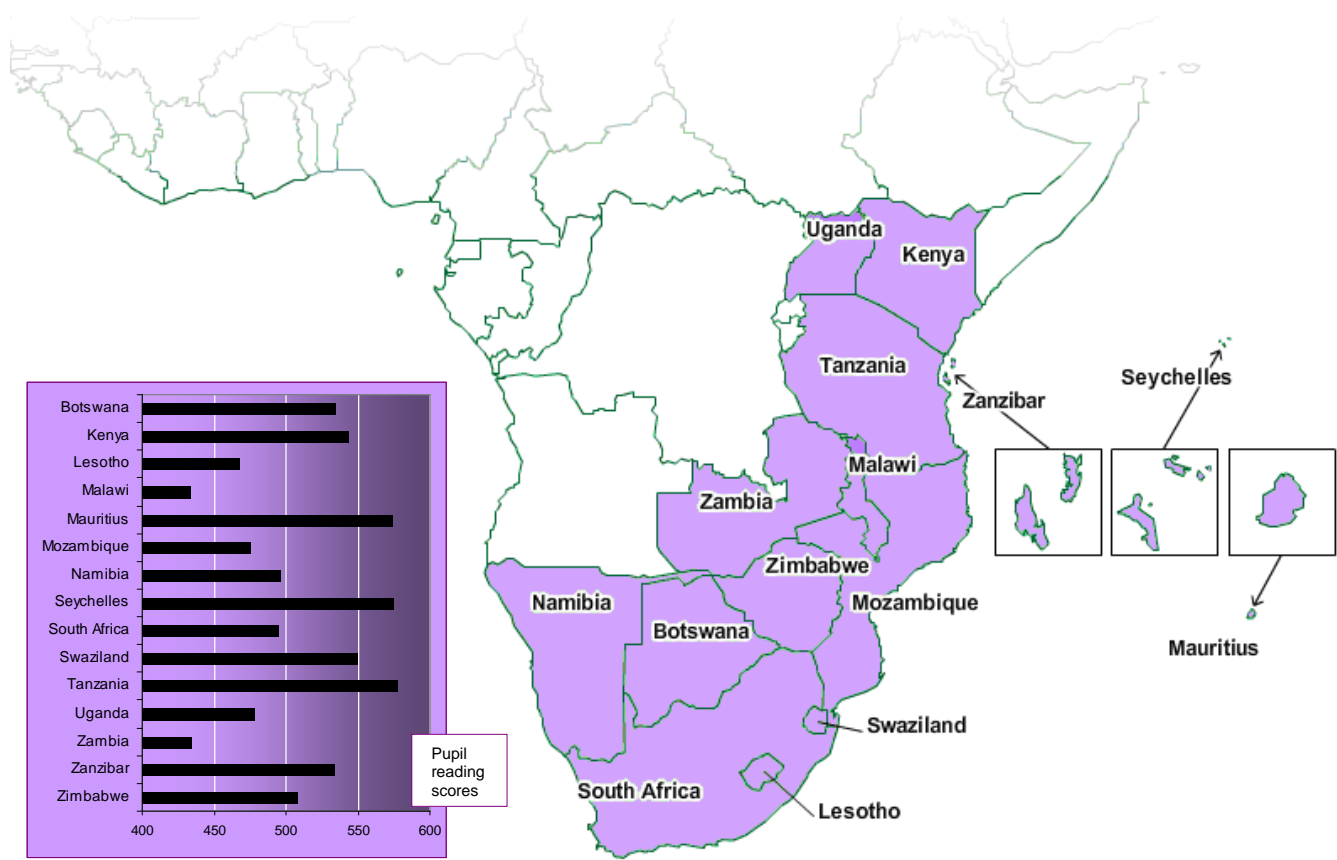 Uganda
Kenya
Tanzania
Seychelles
Zanzibar
Malawi
Zambia
Zimbabwe
Namibia
Mozambique
Botswana
Mauritius
Swaziland
South Africa
Lesotho
Botswana
Kenya
Lesotho
Malawi
Mauritius
Mozambique
Namibia
Seychelles
South Africa
Swaziland
Tanzania
Uganda
Zambia
Zanzibar
Zimbabwe
400 450 500 550 600
Pupil
reading
scores